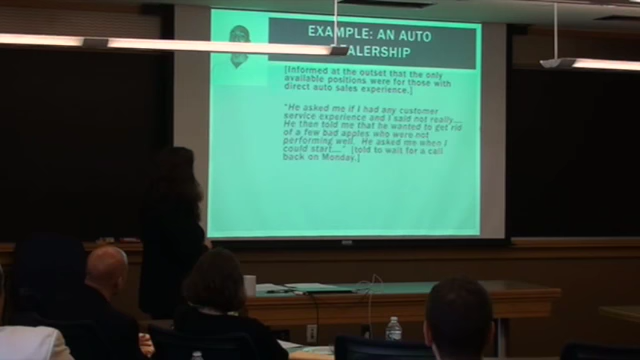 EXAMPLE: AN AUTO
ALERSHIP
[Informed at the outset that the only
available positions were for those with
direct auto sales experience.]
"He asked me if I had any customer
service experience and I said not really....
He then told me that he wanted to get rid
of a few bad apples who were not
performing well. He asked me when I
could start...." [told to wait for a call
back on Monday.]